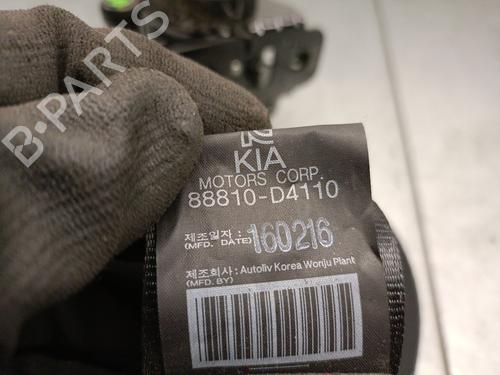 B-PARTS
KIA
MOTORS CORP.
88810-D4110
제조일자 :
(MFD. DATE) 160216
제조회사 : Autoliv Korea Wonju Plant
(MFD. BY)